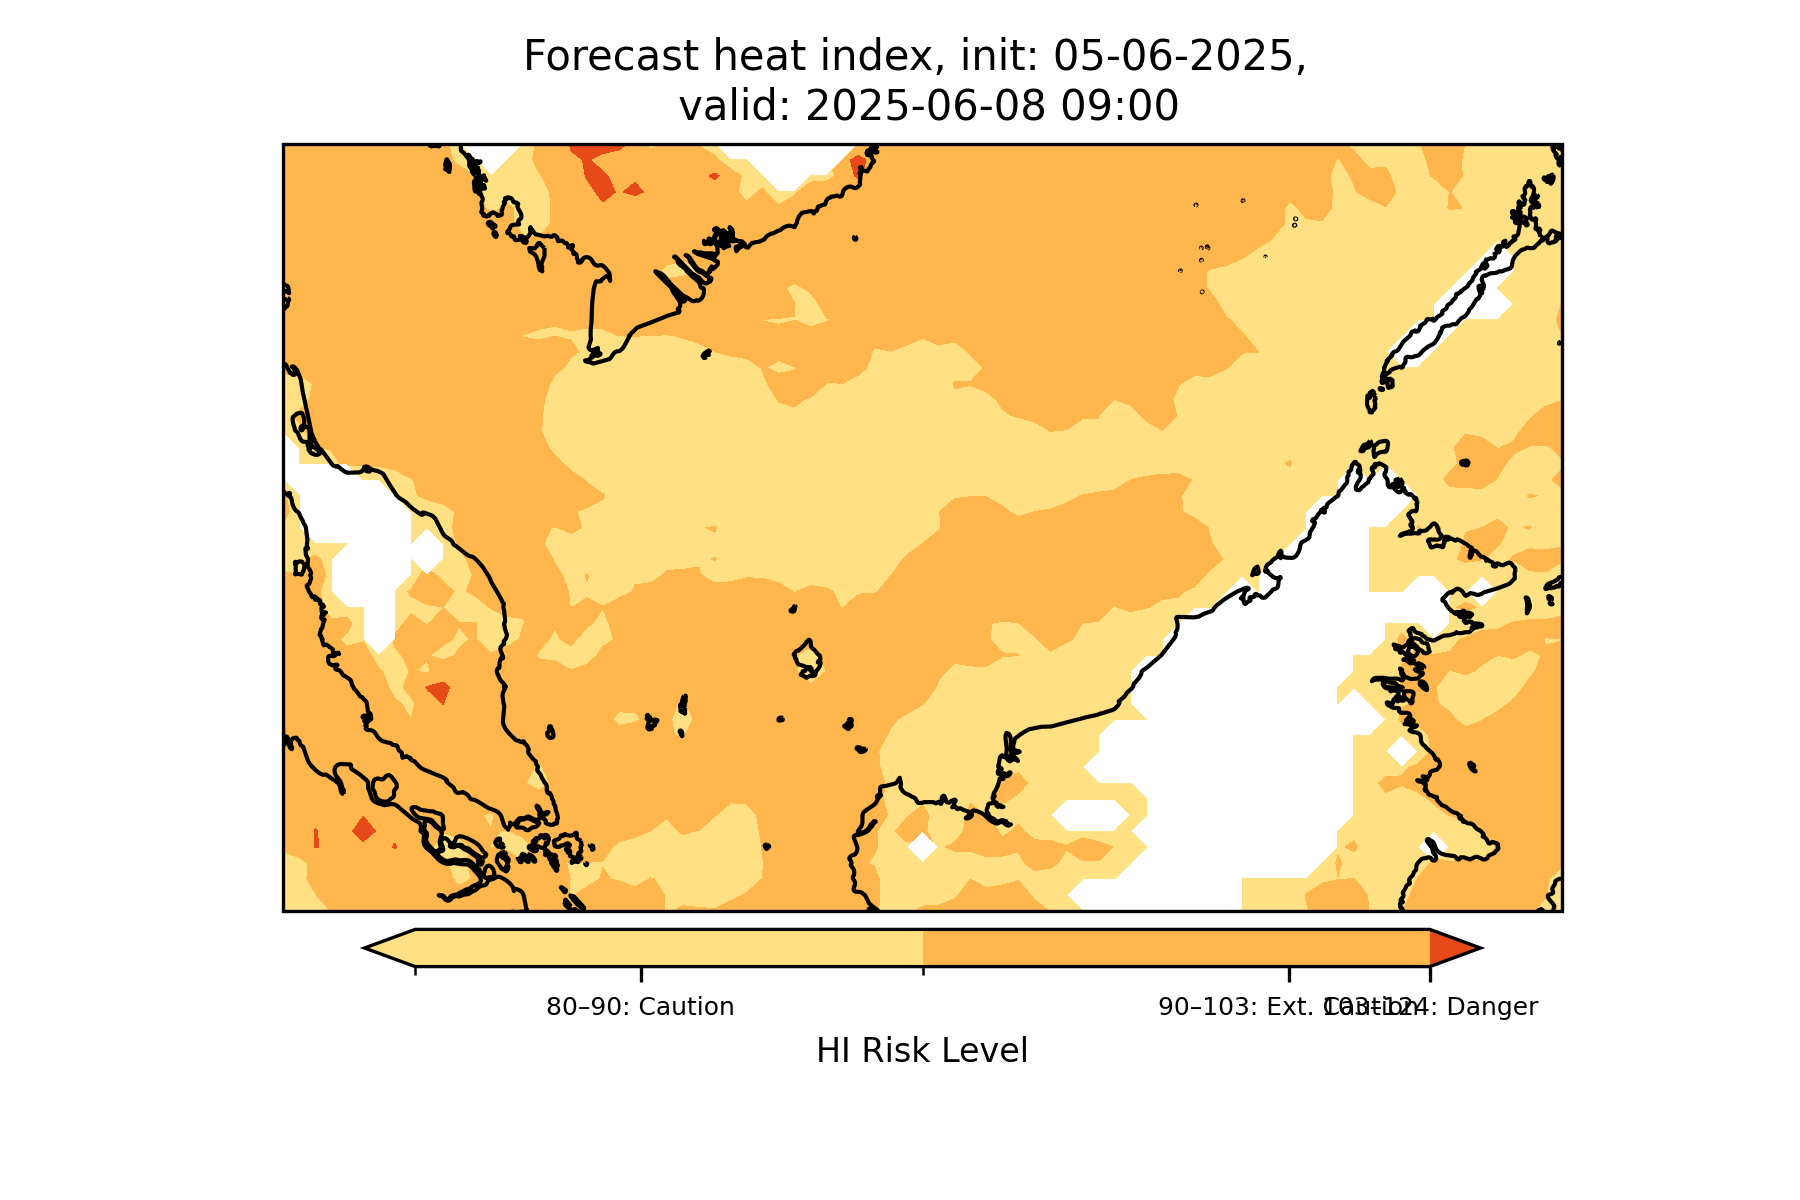 Forecast heat index, init: 05-06-2025,
valid: 2025-06-08 09:00
80–90: Caution
90–103: Ext. Caution
103–124: Danger
HI Risk Level